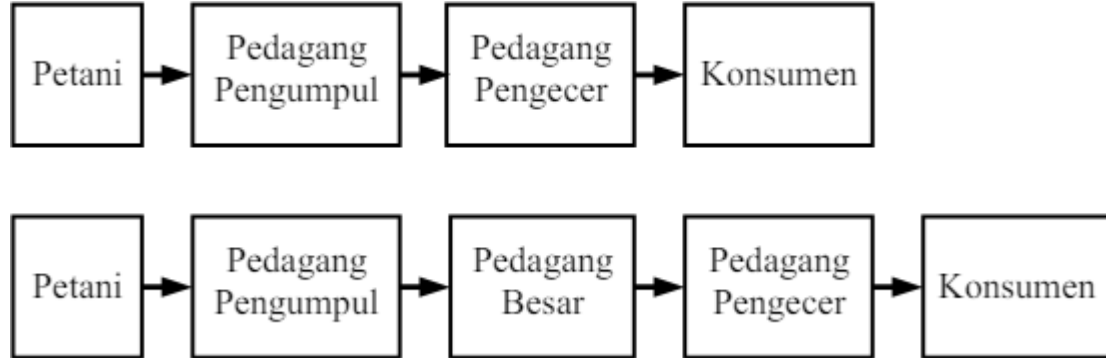 Petani
Pedagang
Pengumpul
Pedagang
Pengecer
Konsumen
Petani
Pedagang
Pengumpul
Pedagang
Besar
Pedagang
Pengecer
Konsumen